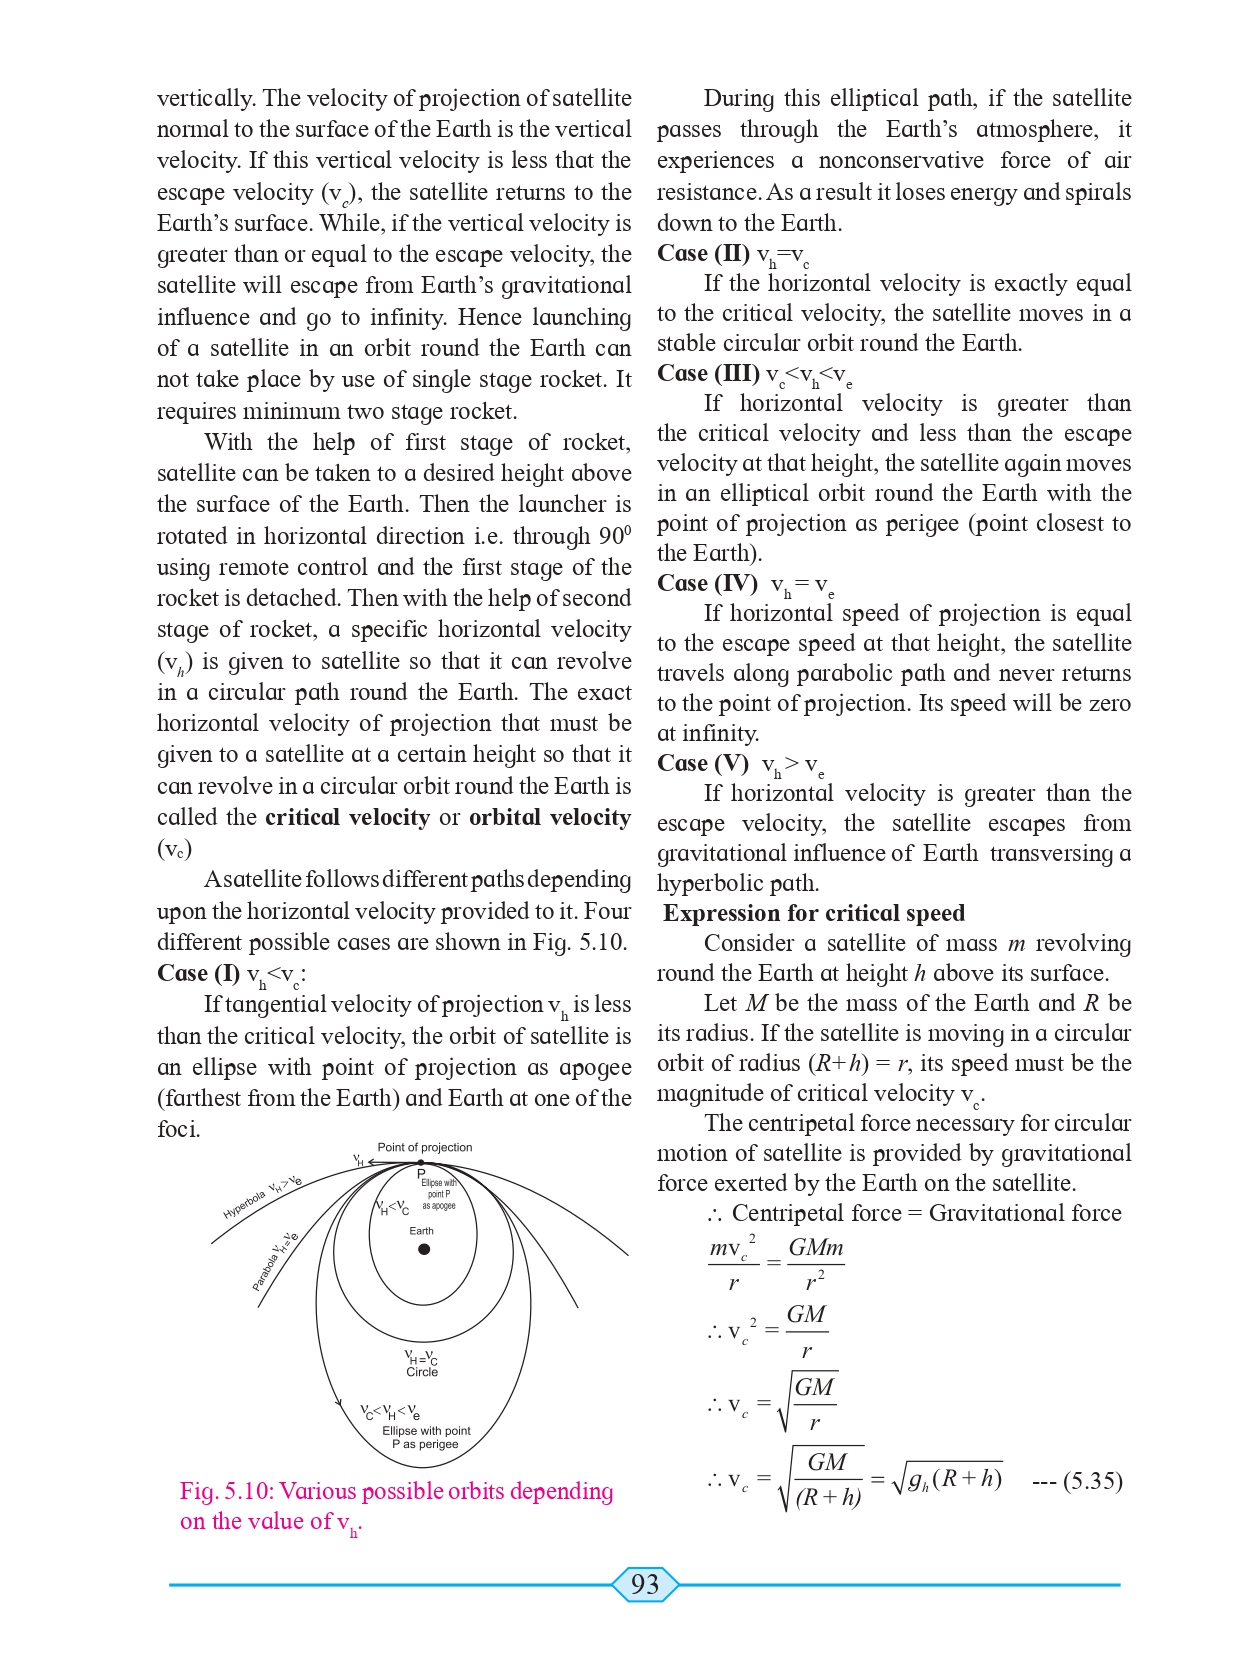 vertically. The velocity of projection of satellite
normal to the surface of the Earth is the vertical
velocity. If this vertical velocity is less that the
escape velocity (v_c), the satellite returns to the
Earth's surface. While, if the vertical velocity is
greater than or equal to the escape velocity, the
satellite will escape from Earth's gravitational
influence and go to infinity. Hence launching
of a satellite in an orbit round the Earth can
not take place by use of single stage rocket. It
requires minimum two stage rocket.
With the help of first stage of rocket,
satellite can be taken to a desired height above
the surface of the Earth. Then the launcher is
rotated in horizontal direction i.e. through 90⁰
using remote control and the first stage of the
rocket is detached. Then with the help of second
stage of rocket, a specific horizontal velocity
(v_h) is given to satellite so that it can revolve
in a circular path round the Earth. The exact
horizontal velocity of projection that must be
given to a satellite at a certain height so that it
can revolve in a circular orbit round the Earth is
called the critical velocity or orbital velocity
(v_c)
A satellite follows different paths depending
upon the horizontal velocity provided to it. Four
different possible cases are shown in Fig. 5.10.
Case (I) v_h<v_c:
If tangential velocity of projection v_h is less
than the critical velocity, the orbit of satellite is
an ellipse with point of projection as apogee
(farthest from the Earth) and Earth at one of the
foci.
Point of projection
v_H
P
Ellipse with
point P
as apogee
Hyperbola v_H>v_e
v_H<v_C
Earth
Parabola v_H=v_e
v_H=v_C
Circle
v_C<v_H<v_e
Ellipse with point
P as perigee
Fig. 5.10: Various possible orbits depending
on the value of v_h.
During this elliptical path, if the satellite
passes through the Earth's atmosphere, it
experiences a nonconservative force of air
resistance. As a result it loses energy and spirals
down to the Earth.
Case (II) v_h=v_c
If the horizontal velocity is exactly equal
to the critical velocity, the satellite moves in a
stable circular orbit round the Earth.
Case (III) v_c<v_h<v_e
If horizontal velocity is greater than
the critical velocity and less than the escape
velocity at that height, the satellite again moves
in an elliptical orbit round the Earth with the
point of projection as perigee (point closest to
the Earth).
Case (IV) v_h = v_e
If horizontal speed of projection is equal
to the escape speed at that height, the satellite
travels along parabolic path and never returns
to the point of projection. Its speed will be zero
at infinity.
Case (V) v_h > v_e
If horizontal velocity is greater than the
escape velocity, the satellite escapes from
gravitational influence of Earth transversing a
hyperbolic path.
Expression for critical speed
Consider a satellite of mass m revolving
round the Earth at height h above its surface.
Let M be the mass of the Earth and R be
its radius. If the satellite is moving in a circular
orbit of radius (R+h) = r, its speed must be the
magnitude of critical velocity v_c.
The centripetal force necessary for circular
motion of satellite is provided by gravitational
force exerted by the Earth on the satellite.
∴ Centripetal force = Gravitational force
mv_c²/r = GMm/r²
∴ v_c² = GM/r
∴ v_c = √(GM/r)
∴ v_c = √(GM/(R + h)) = √(g_h(R + h)) --- (5.35)
93